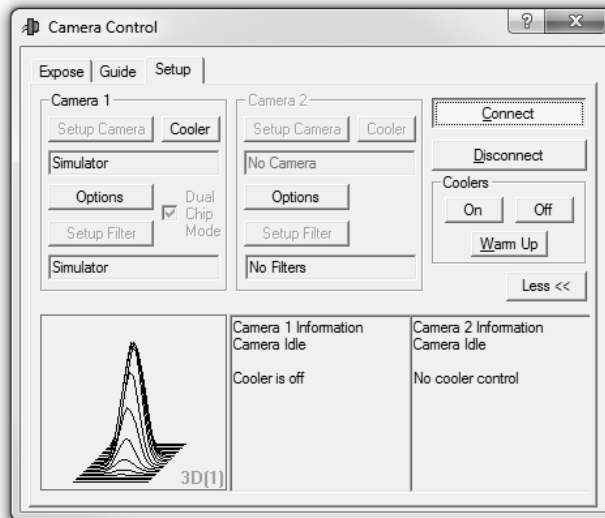 Camera Control
Expose Guide Setup
Camera 1
Setup Camera Cooler
Simulator
Options
Dual
Chip
Mode
Setup Filter
Simulator
Camera 2
Setup Camera Cooler
No Camera
Options
Setup Filter
No Filters
Connect
Disconnect
Coolers
On Off
Warm Up
Less <<
3D(1)
Camera 1 Information
Camera Idle
Cooler is off
Camera 2 Information
Camera Idle
No cooler control